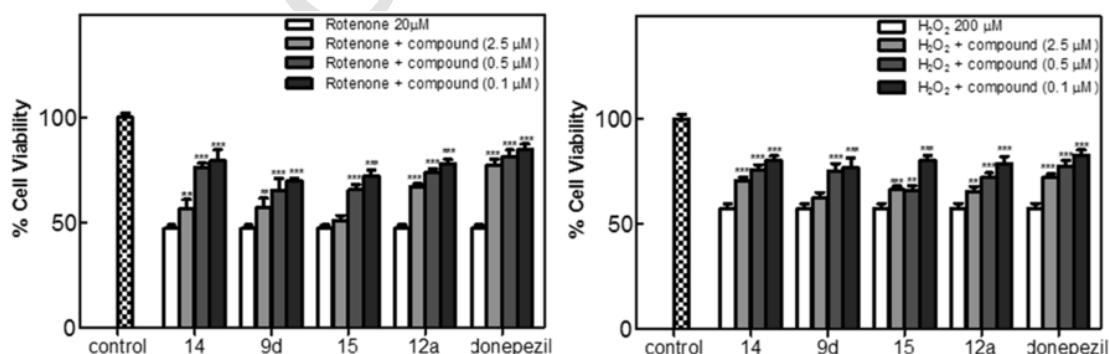 Rotenone 20µM
Rotenone + compound (2.5 µM)
Rotenone + compound (0.5 µM)
Rotenone + compound (0.1 µM)
% Cell Viability
100
50
0
control 14 9d 15 12a donepezil
H₂O₂ 200 µM
H₂O₂ + compound (2.5 µM)
H₂O₂ + compound (0.5 µM)
H₂O₂ + compound (0.1 µM)
% Cell Viability
100
50
0
control 14 9d 15 12a donepezil